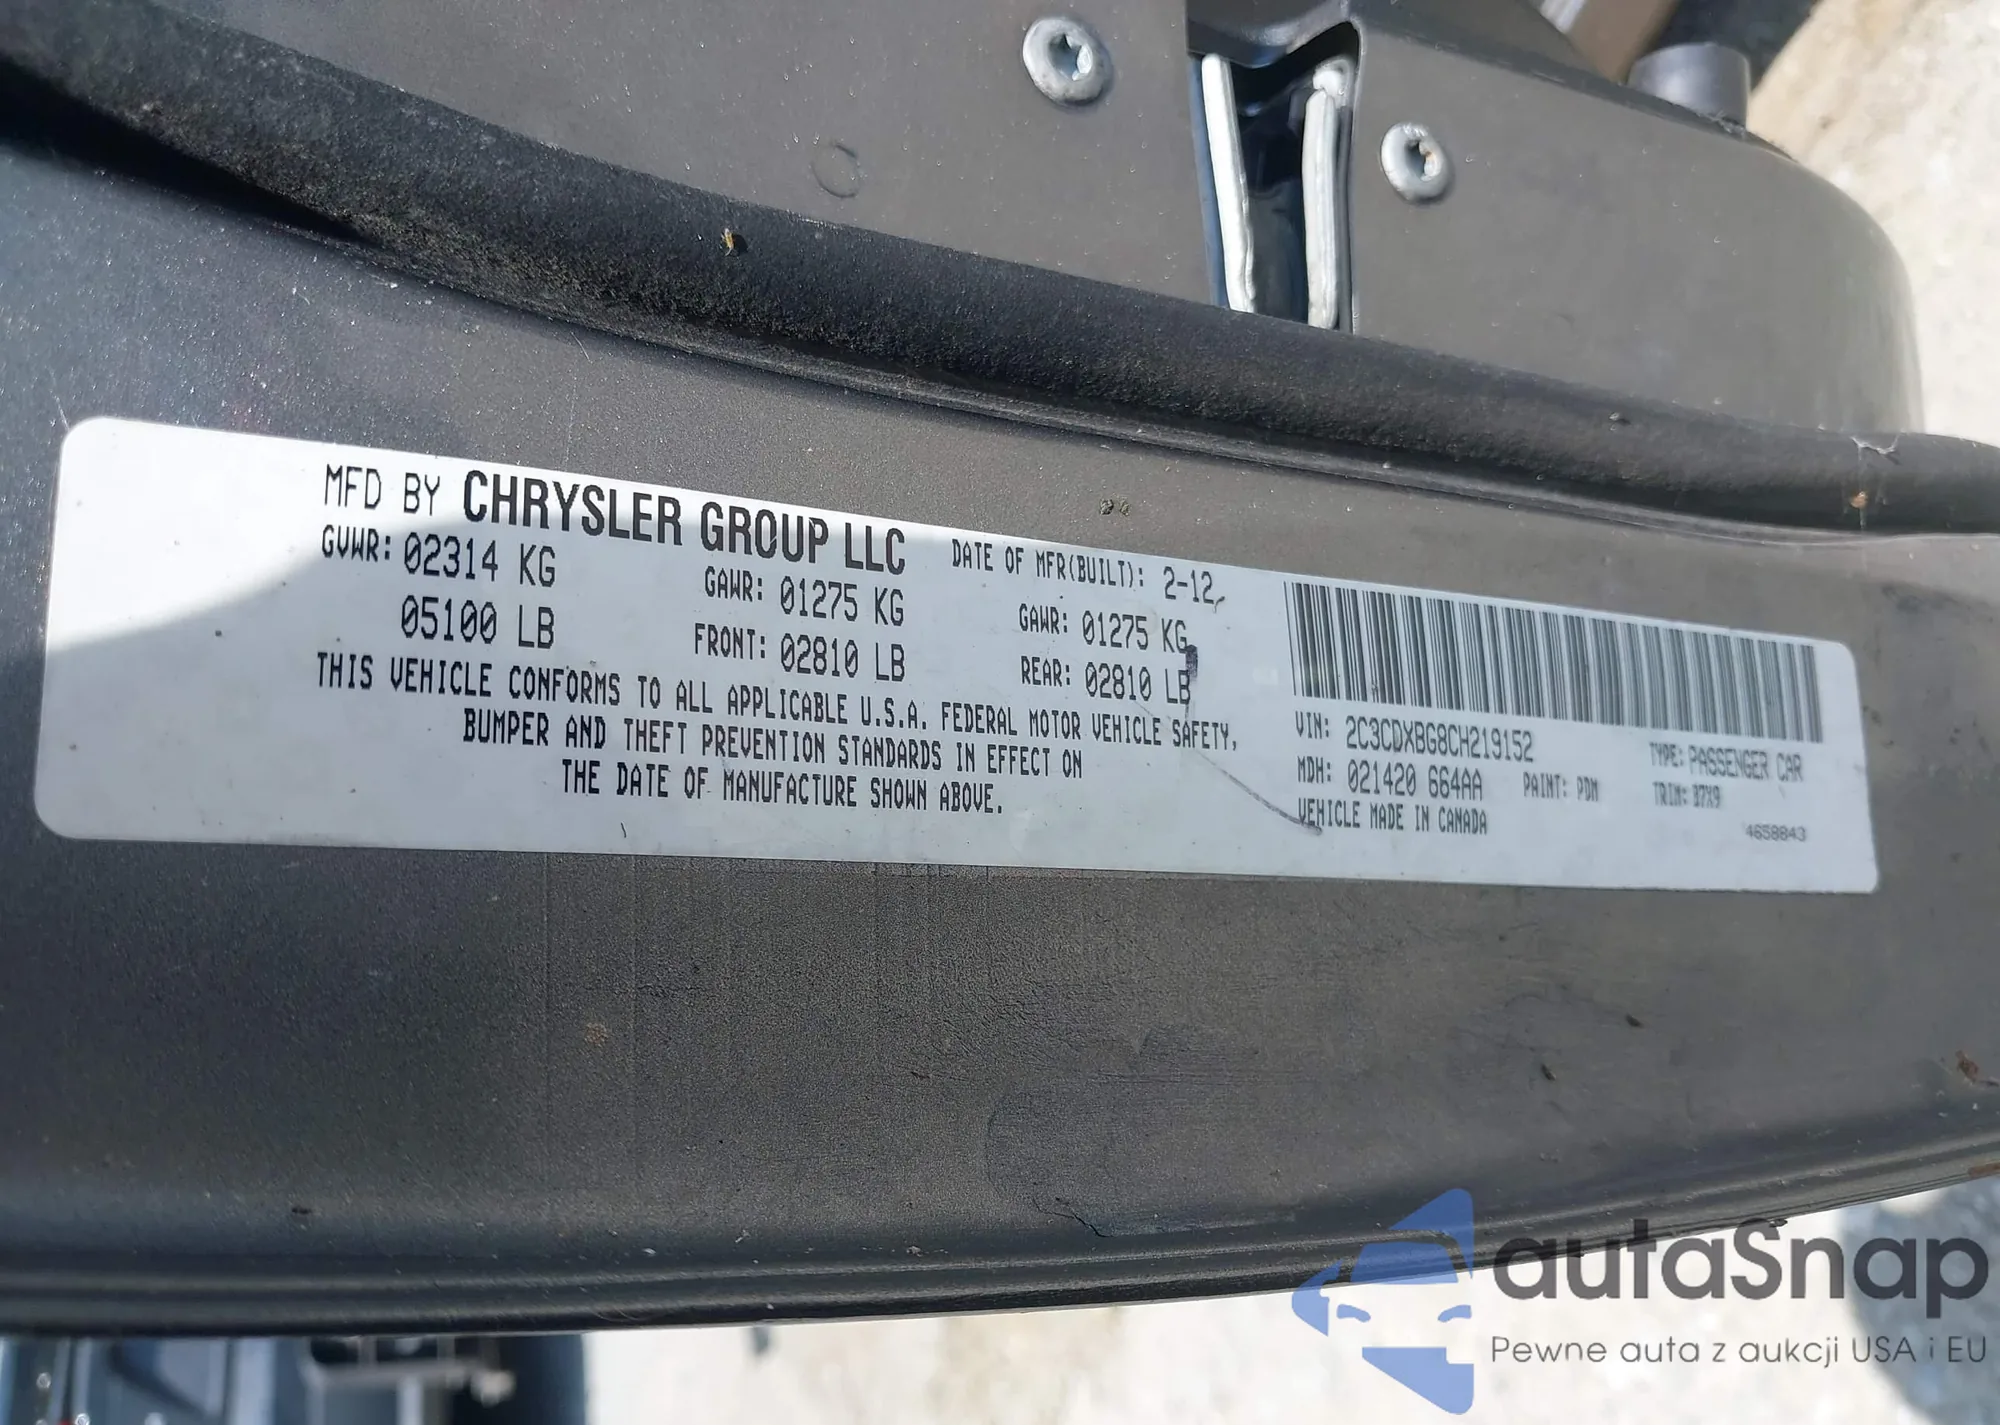 MFD BY CHRYSLER GROUP LLC DATE OF MFR(BUILT): 2-12
GVWR: 02314 KG GAWR: 01275 KG GAWR: 01275 KG
05100 LB FRONT: 02810 LB REAR: 02810 LB
THIS VEHICLE CONFORMS TO ALL APPLICABLE U.S.A. FEDERAL MOTOR VEHICLE SAFETY,
BUMPER AND THEFT PREVENTION STANDARDS IN EFFECT ON
THE DATE OF MANUFACTURE SHOWN ABOVE.
VIN: 2C3CDXBG8CH219152 TYPE: PASSENGER CAR
MDH: 021420 664AA PAINT: PDM TRIM: B7X9
VEHICLE MADE IN CANADA 4658843
autaSnap
Pewne auta z aukcji USA i EU